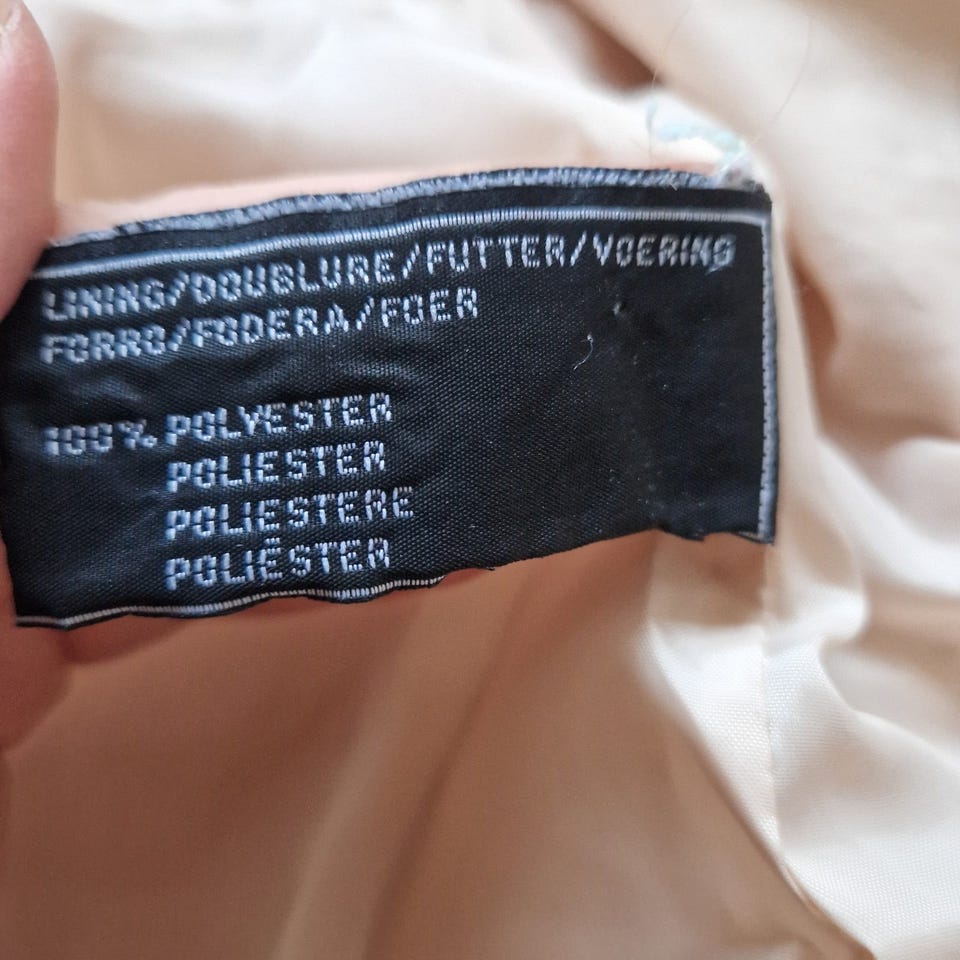 LINING/DOUBLURE/FUTTER/VOERING
FORRO/FODERA/FOER
100% POLYESTER
POLIESTER
POLIESTERE
POLIÉSTER